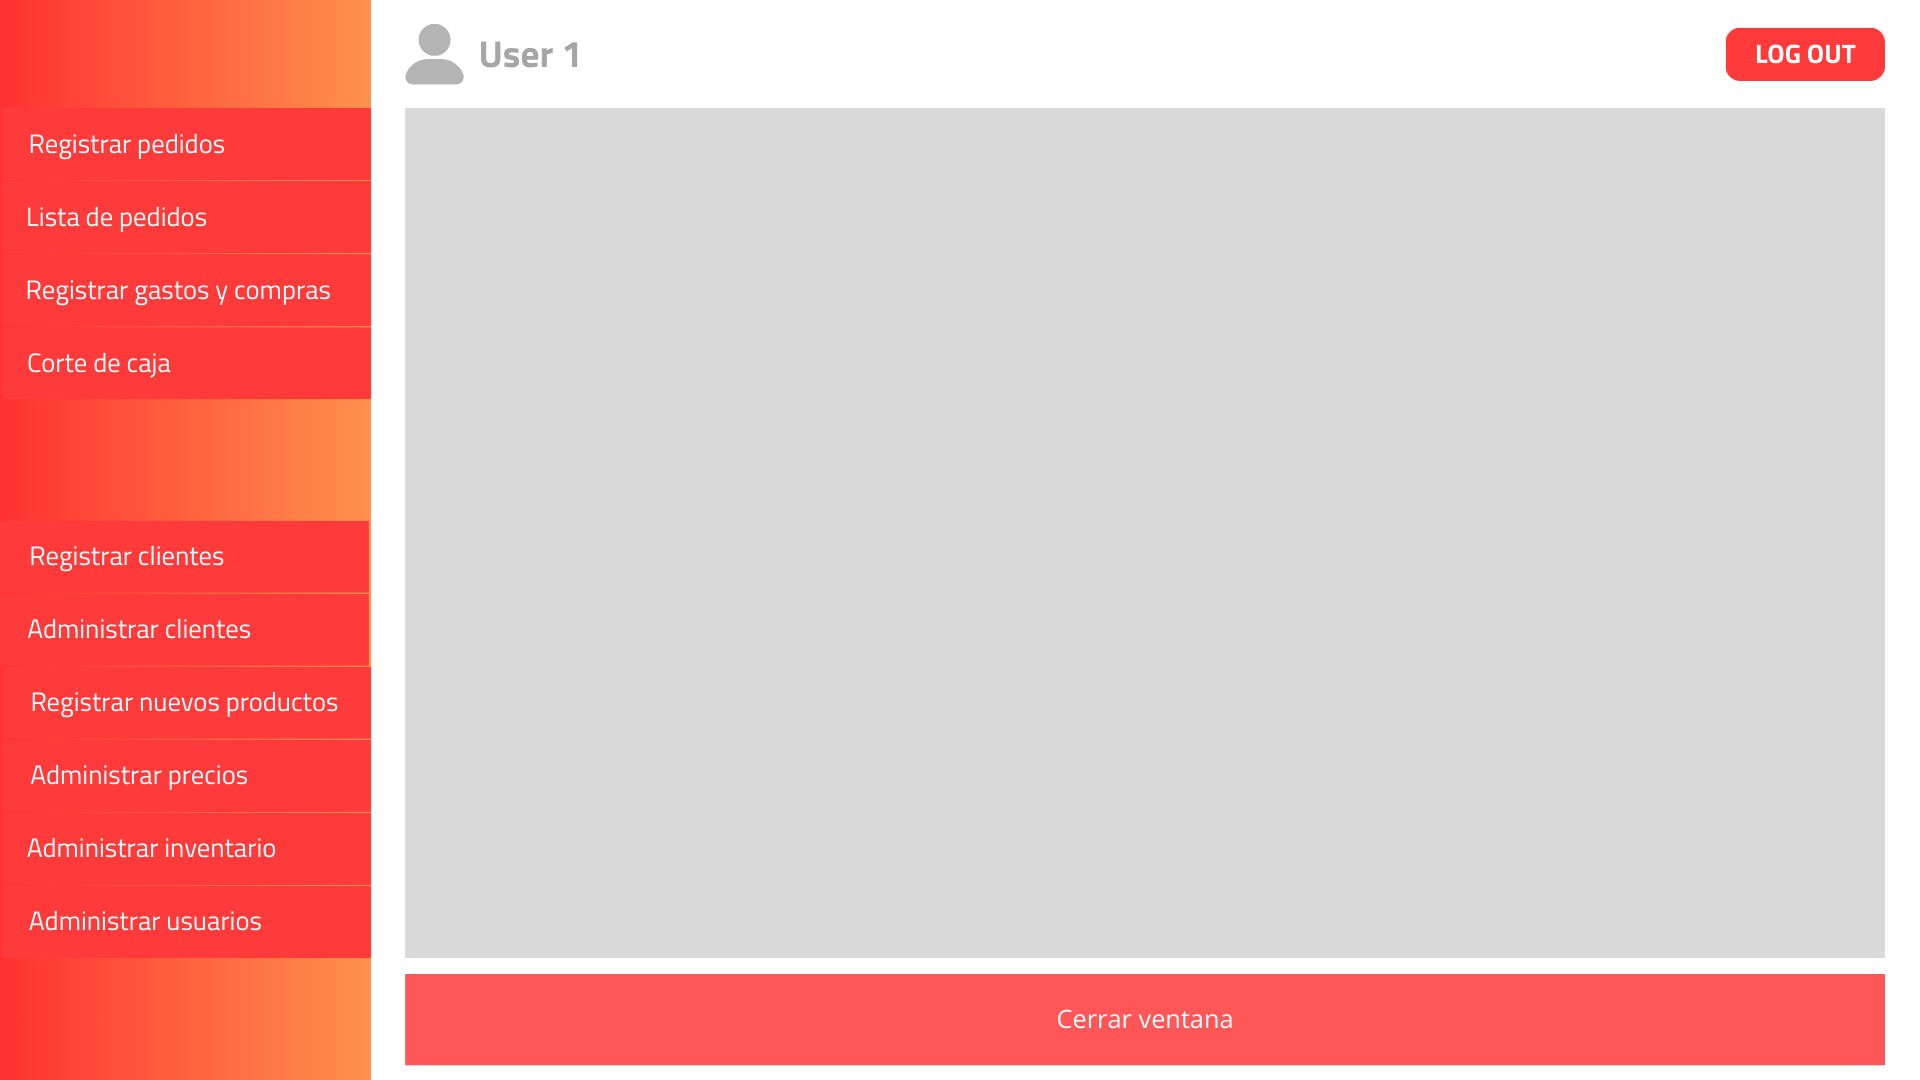 User 1
LOG OUT
Registrar pedidos
Lista de pedidos
Registrar gastos y compras
Corte de caja
Registrar clientes
Administrar clientes
Registrar nuevos productos
Administrar precios
Administrar inventario
Administrar usuarios
Cerrar ventana